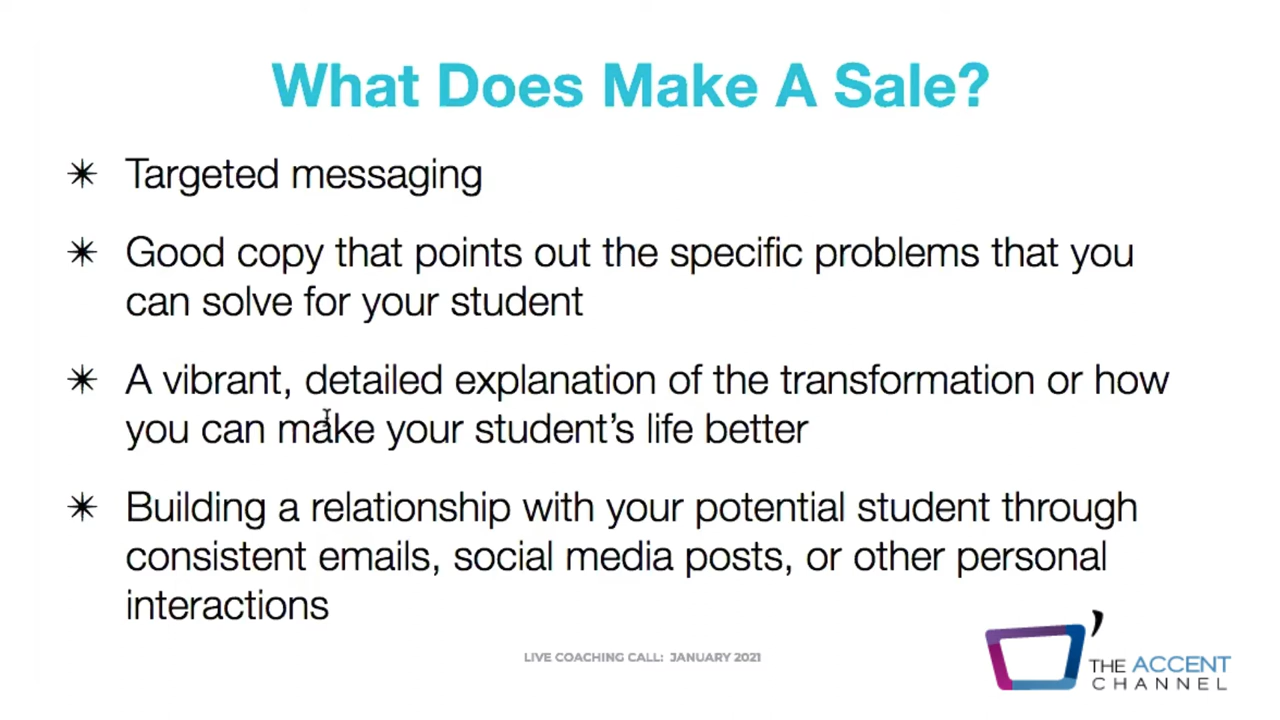 What Does Make A Sale?
✴ Targeted messaging
✴ Good copy that points out the specific problems that you
can solve for your student
✴ A vibrant, detailed explanation of the transformation or how
you can make your student’s life better
✴ Building a relationship with your potential student through
consistent emails, social media posts, or other personal
interactions
LIVE COACHING CALL: JANUARY 2021
THE ACCENT
CHANNEL